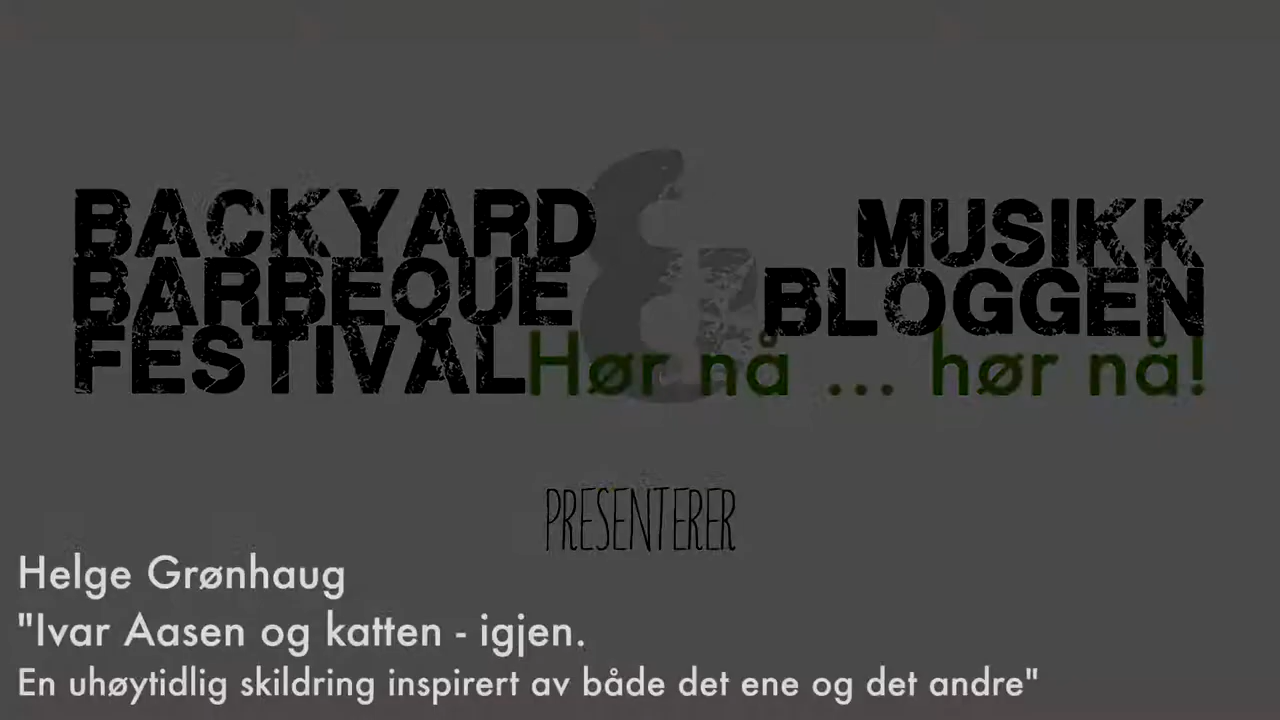 BACKYARD
BARBEQUE
FESTIVAL
&
MUSIKK
BLOGGEN
Hør nå ... hør nå!
PRESENTERER
Helge Grønhaug
"Ivar Aasen og katten - igjen.
En uhøytidlig skildring inspirert av både det ene og det andre"